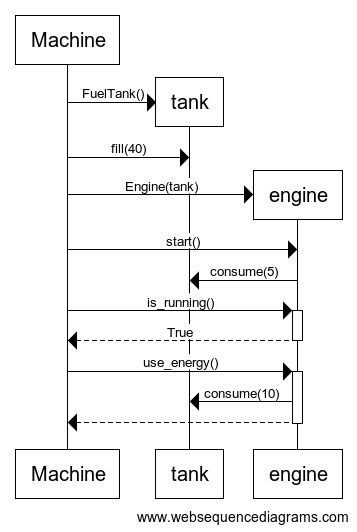 Machine
FuelTank()
tank
fill(40)
Engine(tank)
engine
start()
consume(5)
is_running()
True
use_energy()
consume(10)
Machine tank engine
www.websequencediagrams.com